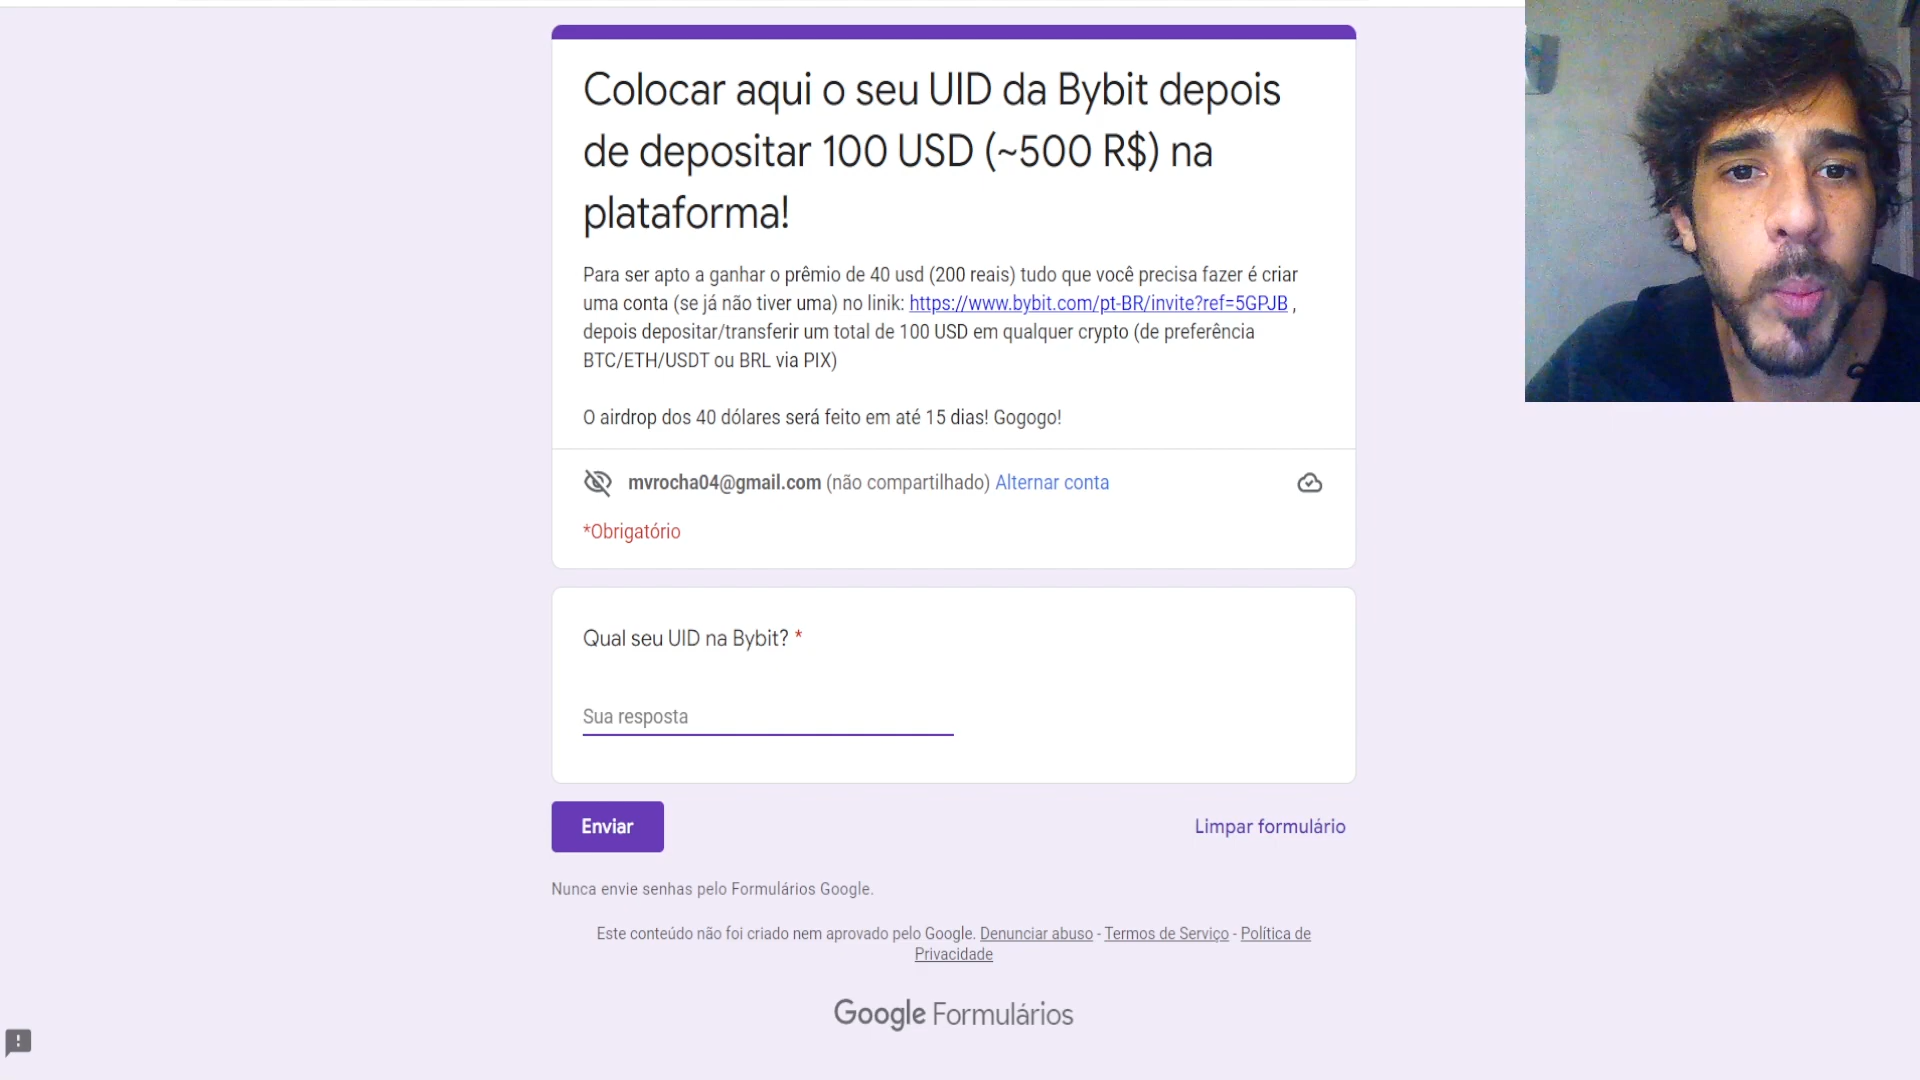 Colocar aqui o seu UID da Bybit depois
de depositar 100 USD (~500 R$) na
plataforma!
Para ser apto a ganhar o prêmio de 40 usd (200 reais) tudo que você precisa fazer é criar
uma conta (se já não tiver uma) no linik: https://www.bybit.com/pt-BR/invite?ref=5GPJB ,
depois depositar/transferir um total de 100 USD em qualquer crypto (de preferência
BTC/ETH/USDT ou BRL via PIX)
O airdrop dos 40 dólares será feito em até 15 dias! Gogogo!
mvrocha04@gmail.com (não compartilhado) Alternar conta
*Obrigatório
Qual seu UID na Bybit? *
Sua resposta
Enviar
Limpar formulário
Nunca envie senhas pelo Formulários Google.
Este conteúdo não foi criado nem aprovado pelo Google. Denunciar abuso - Termos de Serviço - Política de
Privacidade
Google Formulários